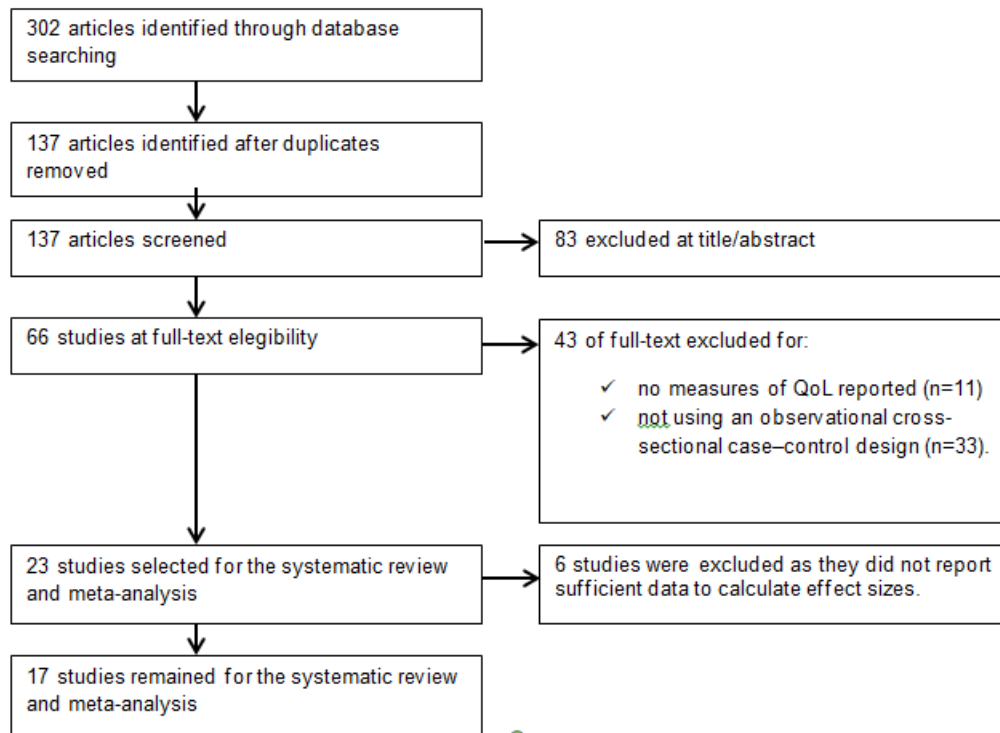 302 articles identified through database
searching
137 articles identified after duplicates
removed
137 articles screened
83 excluded at title/abstract
66 studies at full-text elegibility
43 of full-text excluded for:
✓ no measures of QoL reported (n=11)
✓ not using an observational cross-
sectional case–control design (n=33).
23 studies selected for the systematic review
and meta-analysis
6 studies were excluded as they did not report
sufficient data to calculate effect sizes.
17 studies remained for the systematic review
and meta-analysis